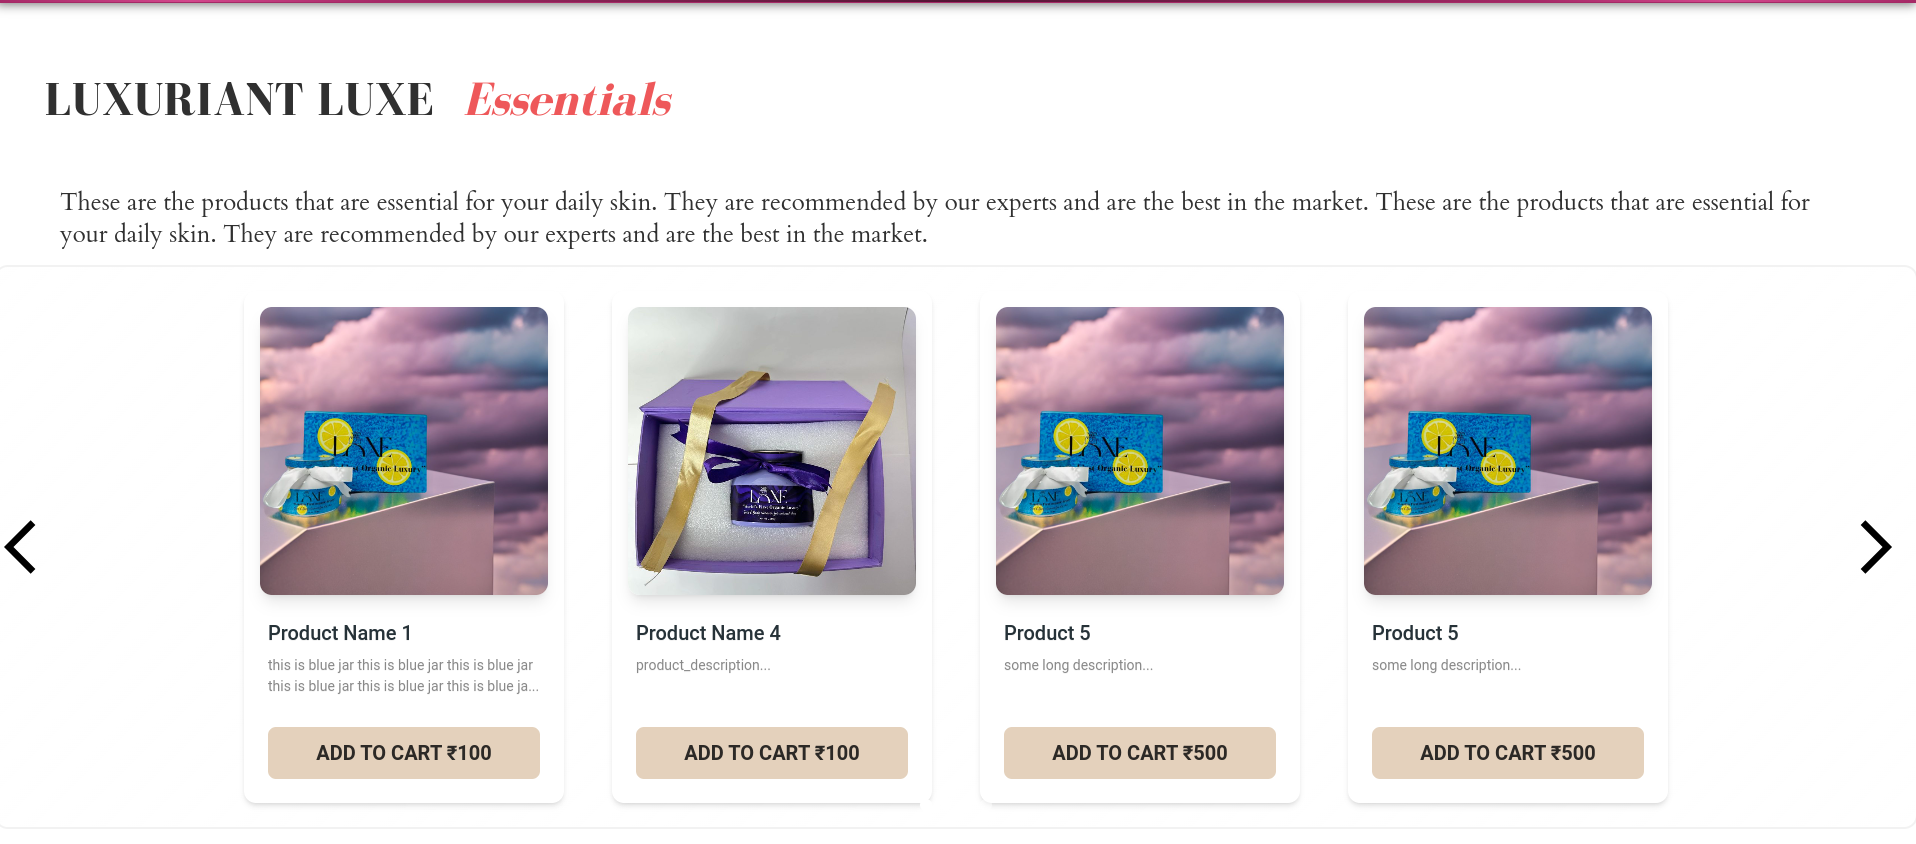 LUXURIANT LUXE Essentials
These are the products that are essential for your daily skin. They are recommended by our experts and are the best in the market. These are the products that are essential for
your daily skin. They are recommended by our experts and are the best in the market.
LUXE
Organic Luxury"
LUXE
LUXE
LUXE
Organic Luxury"
LUXE
LUXE
Organic Luxury"
LUXE
Product Name 1
this is blue jar this is blue jar this is blue jar
this is blue jar this is blue jar this is blue ja...
ADD TO CART ₹100
Product Name 4
product_description...
ADD TO CART ₹100
Product 5
some long description...
ADD TO CART ₹500
Product 5
some long description...
ADD TO CART ₹500